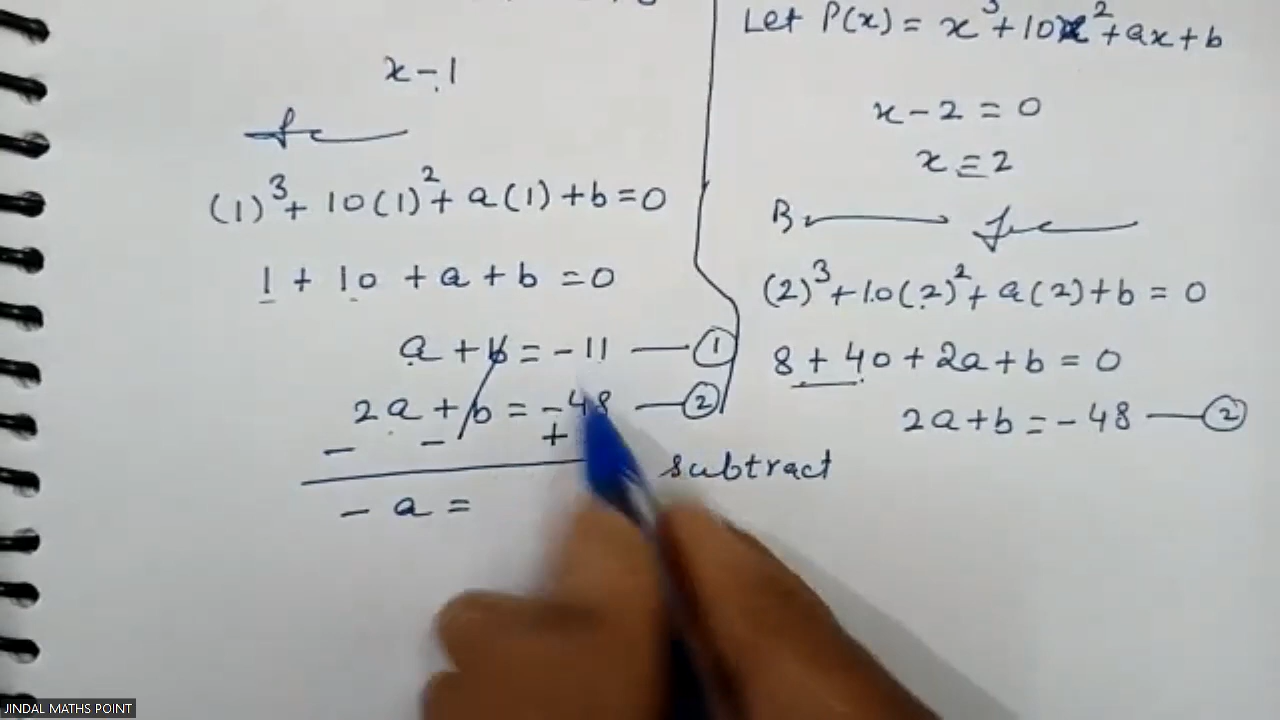 x - 1
(1)³ + 10(1)² + a(1) + b = 0
1 + 10 + a + b = 0
a + b = -11 — ①
2a + b = -48 — ②
- - +
subtract
- a =
Let P(x) = x³ + 10x² + ax + b
x - 2 = 0
x = 2
(2)³ + 10(2)² + a(2) + b = 0
8 + 40 + 2a + b = 0
2a + b = -48 — ②
JINDAL MATHS POINT